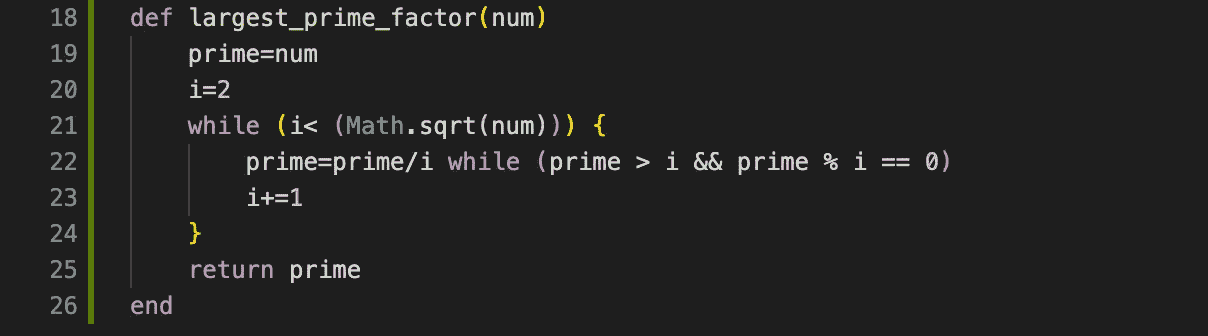 18 def largest_prime_factor(num)
19     prime=num
20     i=2
21     while (i< (Math.sqrt(num))) {
22         prime=prime/i while (prime > i && prime % i == 0)
23         i+=1
24     }
25     return prime
26 end